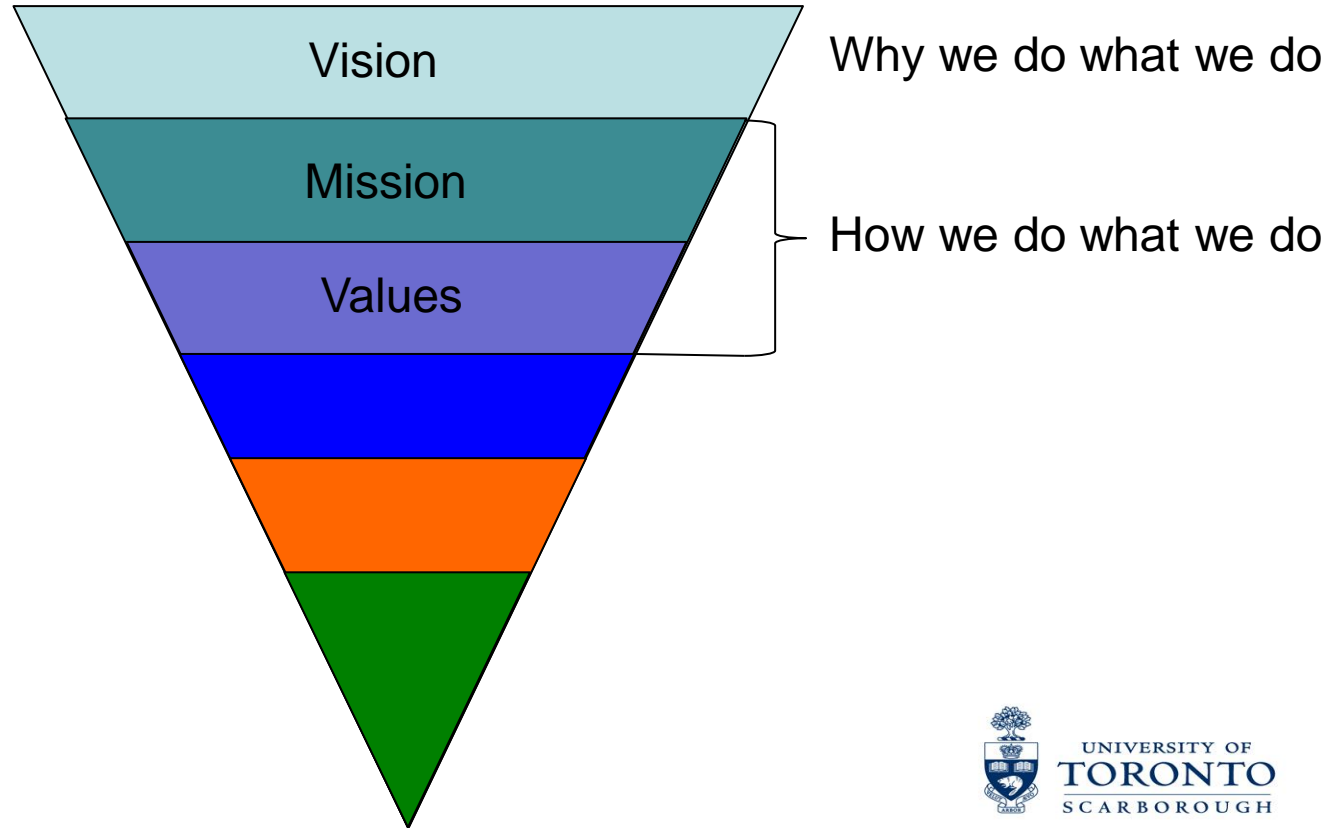 Vision
Why we do what we do
Mission
How we do what we do
Values
UNIVERSITY OF
TORONTO
SCARBOROUGH